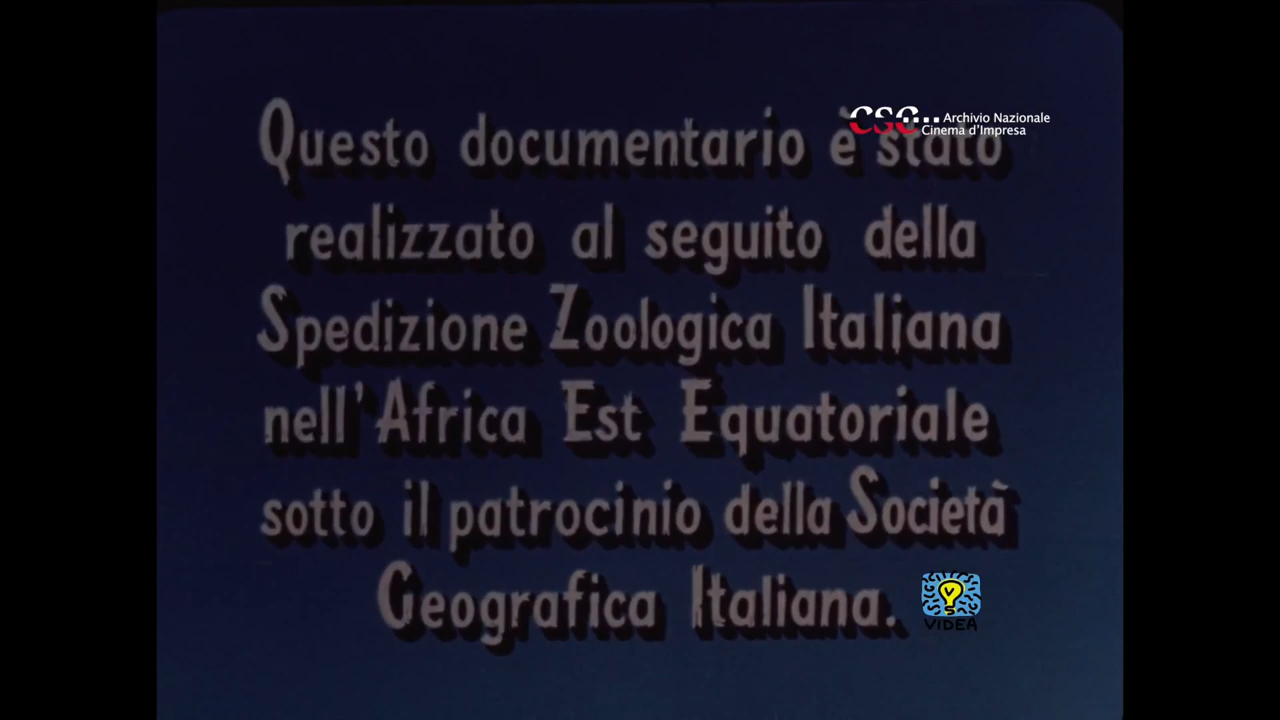 CSC... Archivio Nazionale
Cinema d'Impresa
Questo documentario è stato
realizzato al seguito della
Spedizione Zoologica Italiana
nell'Africa Est Equatoriale
sotto il patrocinio della Società
Geografica Italiana.
V
VIDEA